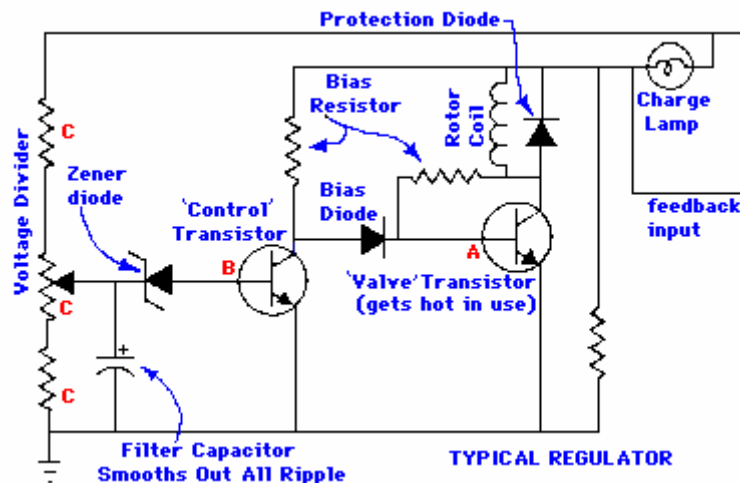 Protection Diode
Bias
Resistor
Rotor
Coil
Charge
Lamp
C
Voltage Divider
Zener
diode
Bias
Diode
'Control'
Transistor
feedback
input
B
A
'Valve'Transistor
(gets hot in use)
C
C
+
Filter Capacitor
Smooths Out All Ripple
TYPICAL REGULATOR